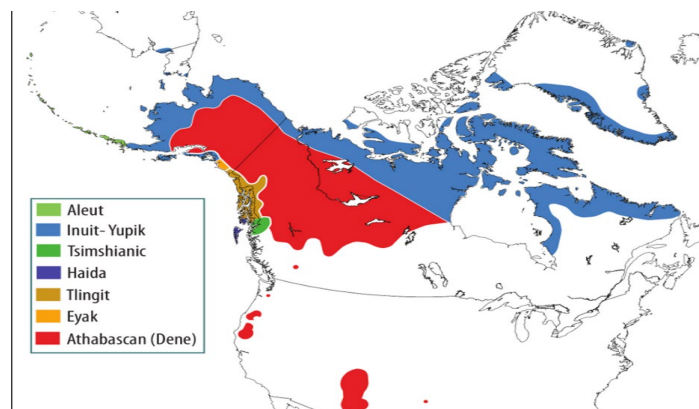 Aleut
Inuit- Yupik
Tsimshianic
Haida
Tlingit
Eyak
Athabascan (Dene)